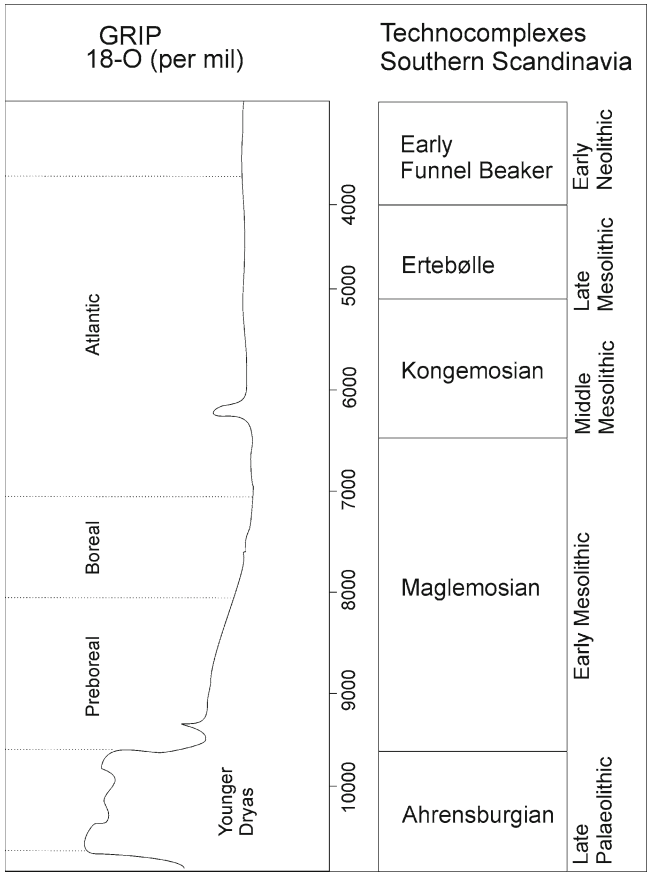 GRIP
18-O (per mil)
Technocomplexes
Southern Scandinavia
Atlantic
Boreal
Preboreal
Younger
Dryas
4000
5000
6000
7000
8000
9000
10000
Early
Funnel Beaker
Ertebølle
Kongemosian
Maglemosian
Ahrensburgian
Early
Neolithic
Late
Mesolithic
Middle
Mesolithic
Early Mesolithic
Late
Palaeolithic